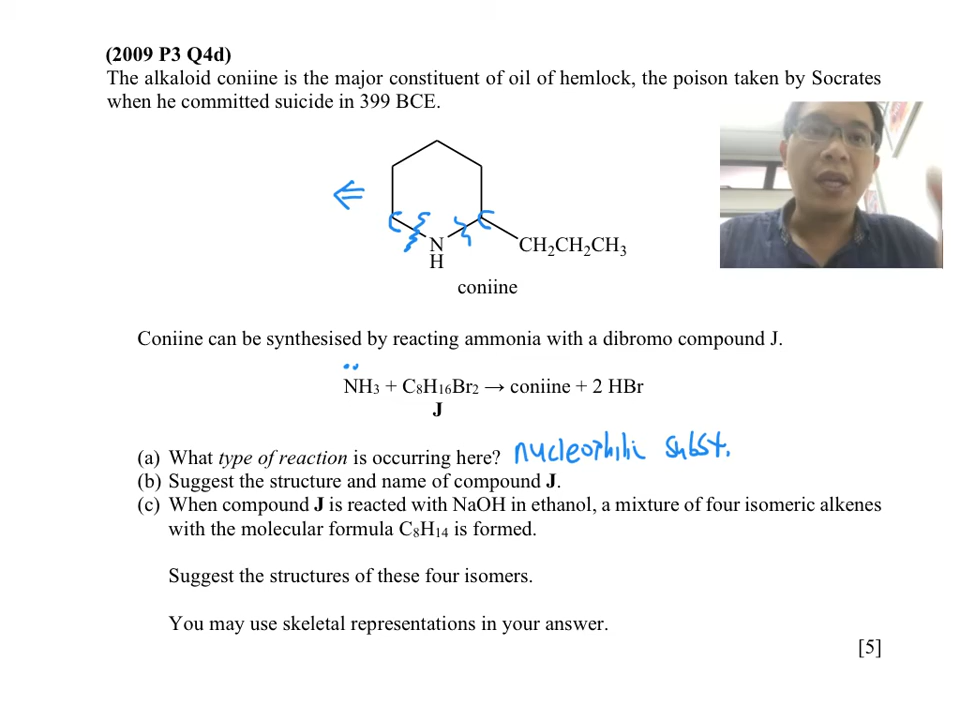 (2009 P3 Q4d)
The alkaloid coniine is the major constituent of oil of hemlock, the poison taken by Socrates
when he committed suicide in 399 BCE.
N
H
CH₂CH₂CH₃
coniine
Coniine can be synthesised by reacting ammonia with a dibromo compound J.
NH₃ + C₈H₁₆Br₂ → coniine + 2 HBr
J
(a) What type of reaction is occurring here? nucleophilic subst.
(b) Suggest the structure and name of compound J.
(c) When compound J is reacted with NaOH in ethanol, a mixture of four isomeric alkenes
with the molecular formula C₈H₁₄ is formed.
Suggest the structures of these four isomers.
You may use skeletal representations in your answer.
[5]